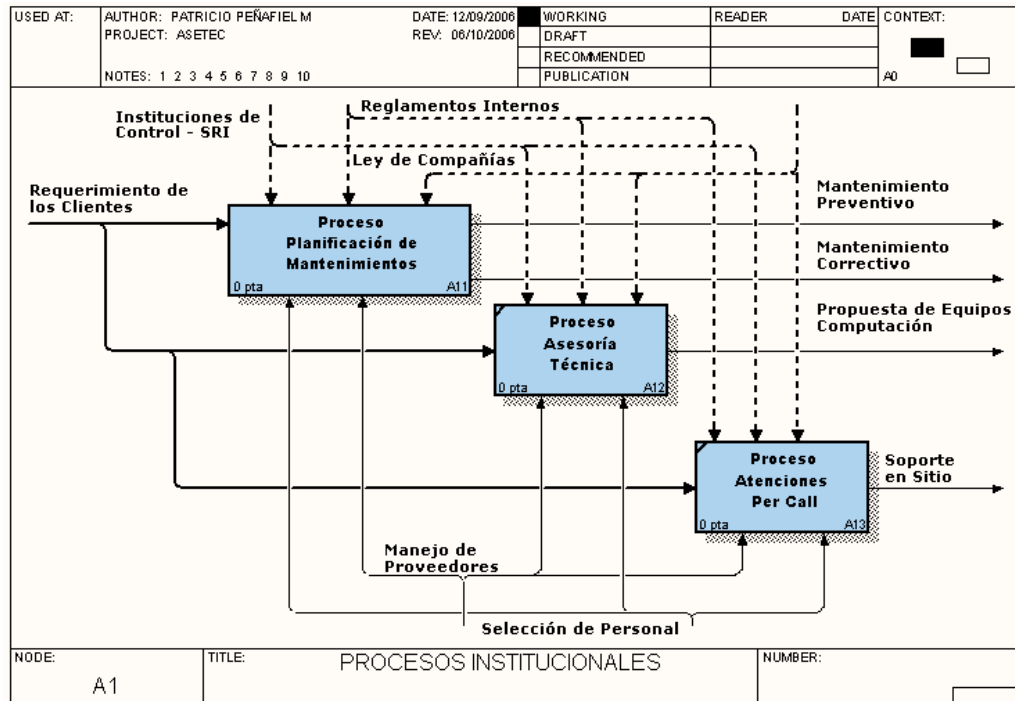 USED AT:
AUTHOR: PATRICIO PEÑAFIEL M
DATE: 12/09/2006
WORKING
READER
DATE
CONTEXT:
PROJECT: ASETEC
REV: 06/10/2006
DRAFT
RECOMMENDED
NOTES: 1 2 3 4 5 6 7 8 9 10
PUBLICATION
A0
Reglamentos Internos
Instituciones de
Control - SRI
Ley de Compañías
Requerimiento de
los Clientes
Mantenimiento
Preventivo
Proceso
Planificación de
Mantenimientos
0 pta
A11
Mantenimiento
Correctivo
Propuesta de Equipos
Computación
Proceso
Asesoría
Técnica
0 pta
A12
Proceso
Atenciones
Per Call
0 pta
A13
Soporte
en Sitio
Manejo de
Proveedores
Selección de Personal
NODE:
A1
TITLE:
PROCESOS INSTITUCIONALES
NUMBER: